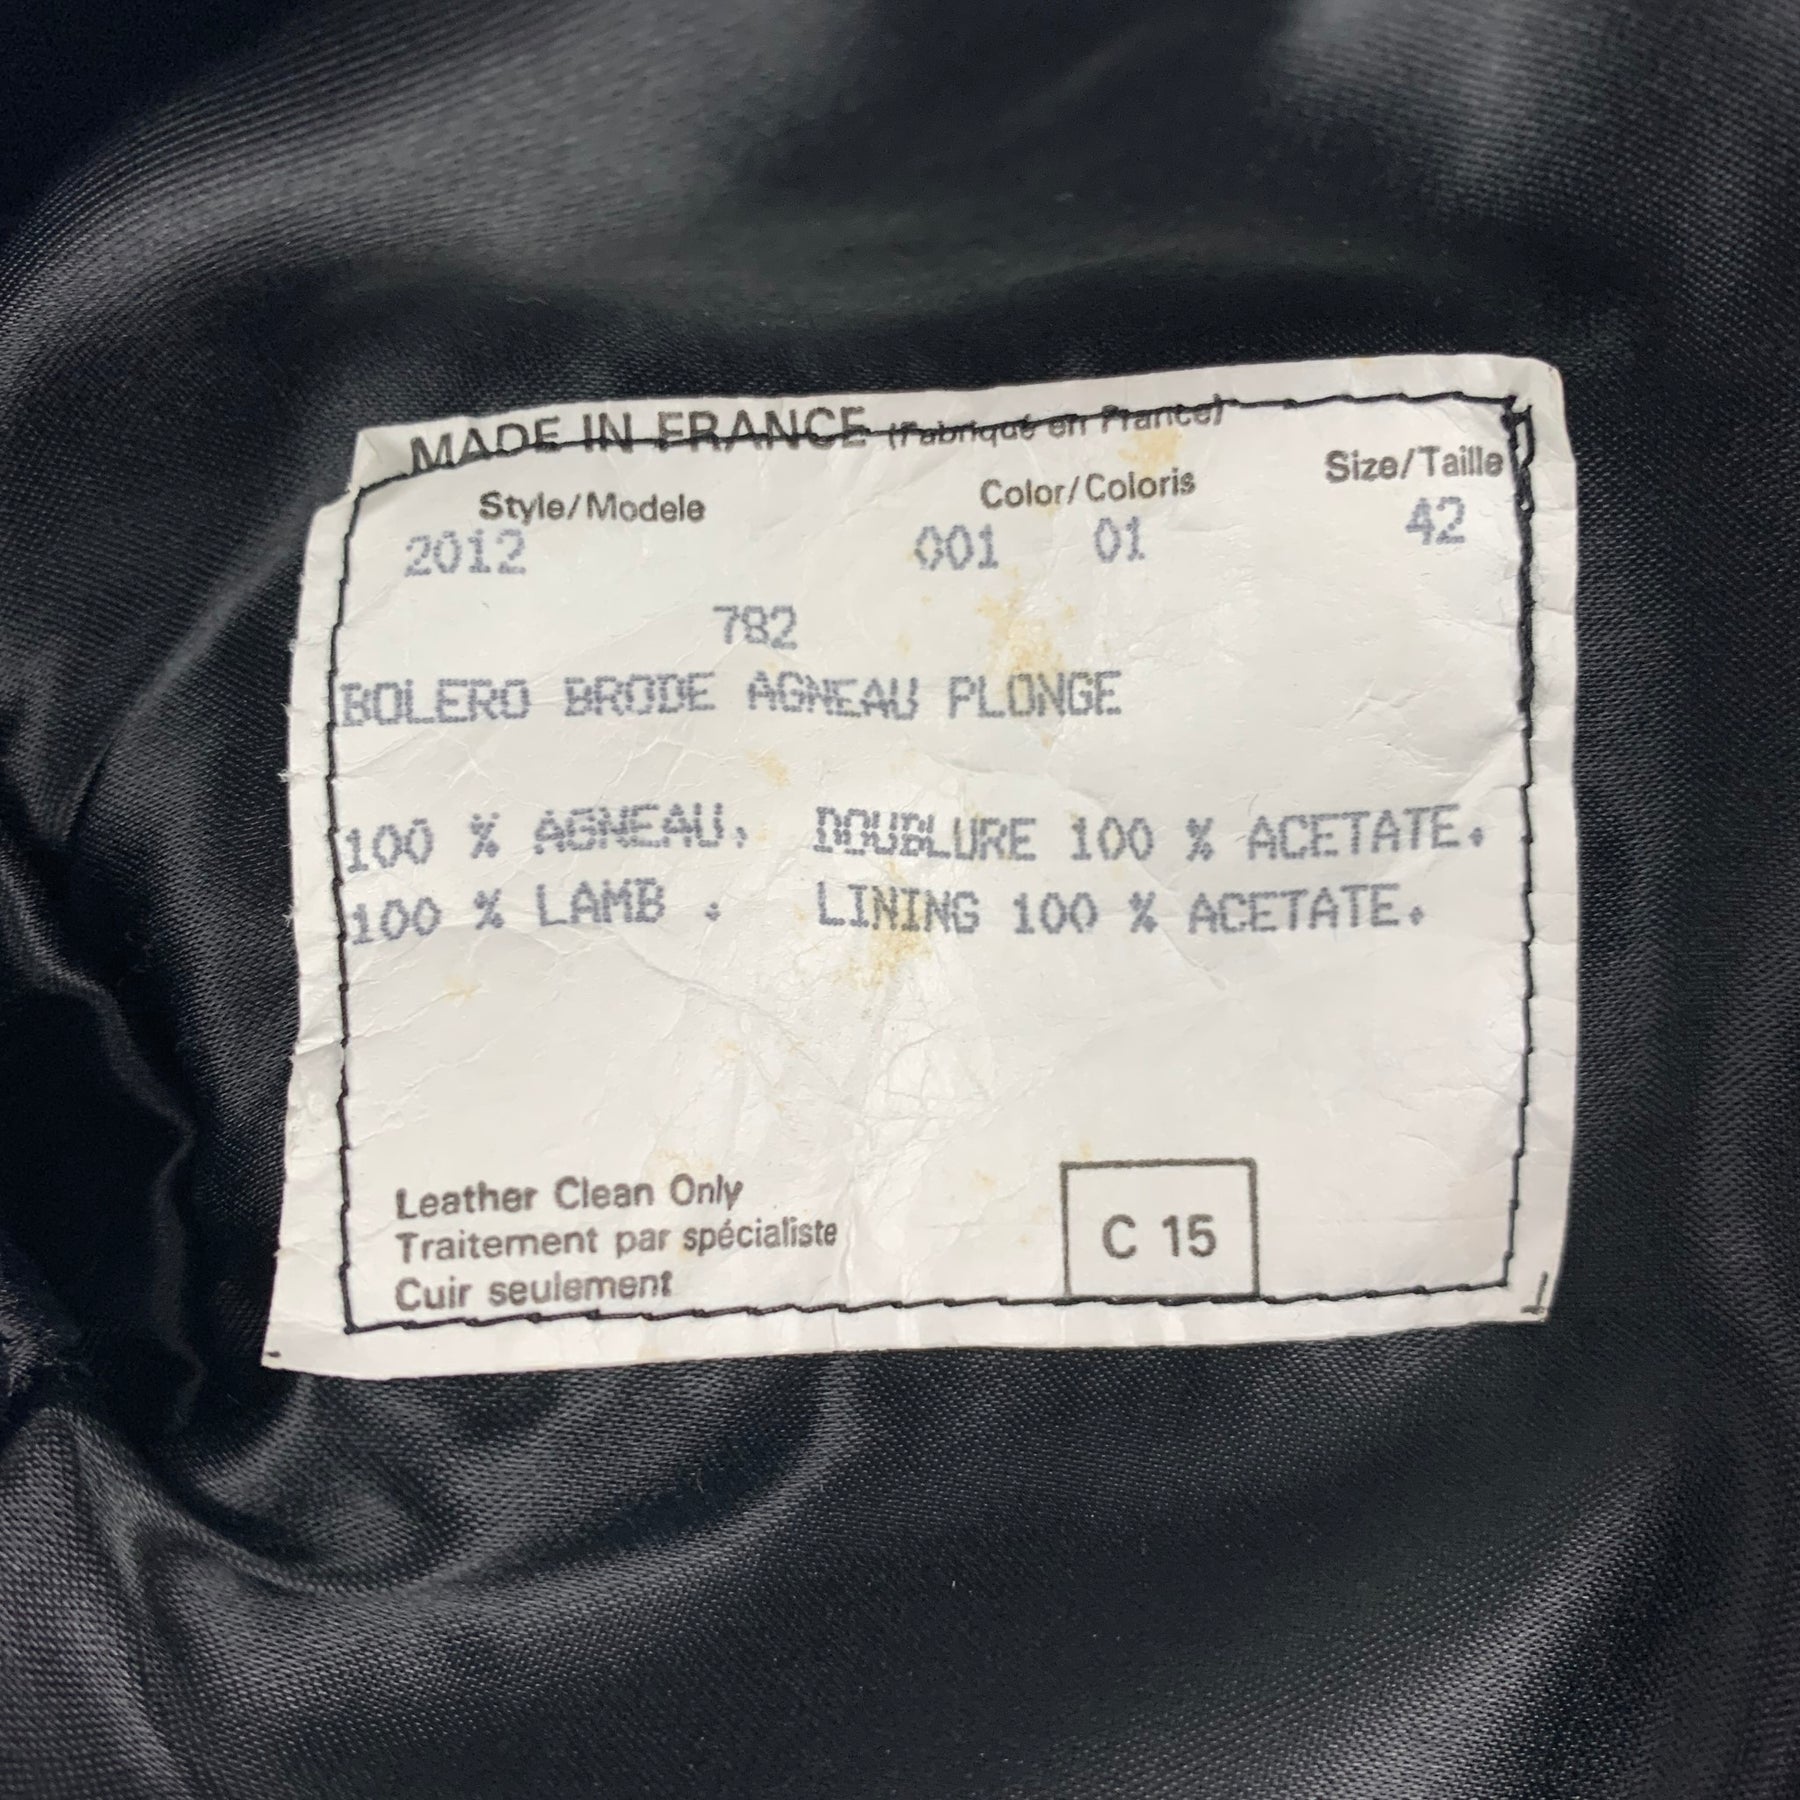 MADE IN FRANCE (Fabriqué en France)
Style/Modele Color/Coloris Size/Taille
2012 001 01 42
782
BOLERO BRODE AGNEAU PLONGE
100 % AGNEAU. DOUBLURE 100 % ACETATE.
100 % LAMB . LINING 100 % ACETATE.
Leather Clean Only
Traitement par spécialiste
Cuir seulement
C 15